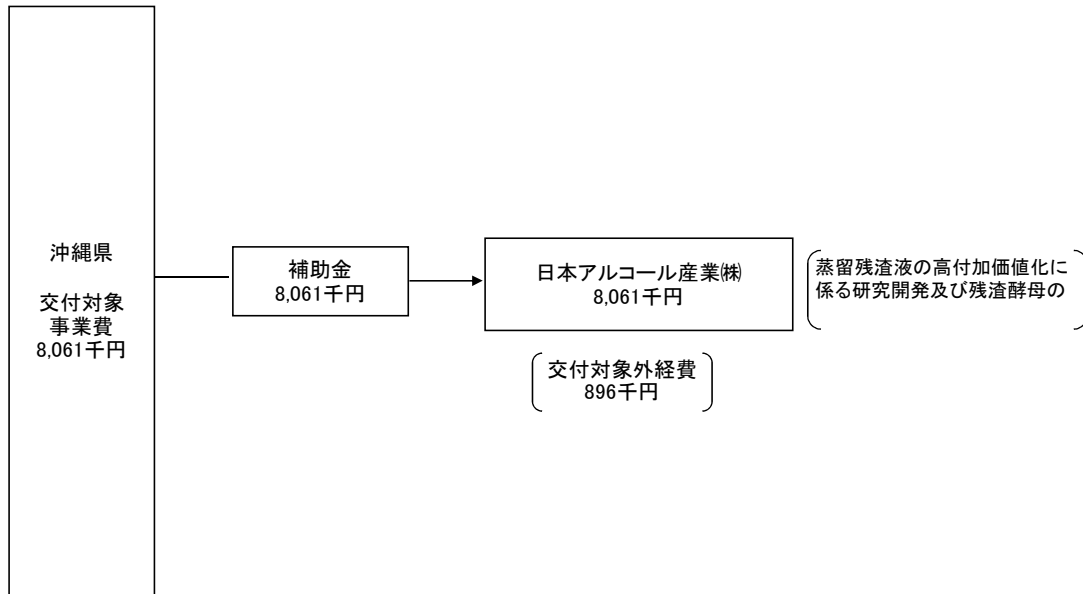 沖縄県
交付対象
事業費
8,061千円
補助金
8,061千円
日本アルコール産業㈱
8,061千円
蒸留残渣液の高付加価値化に
係る研究開発及び残渣酵母の
交付対象外経費
896千円